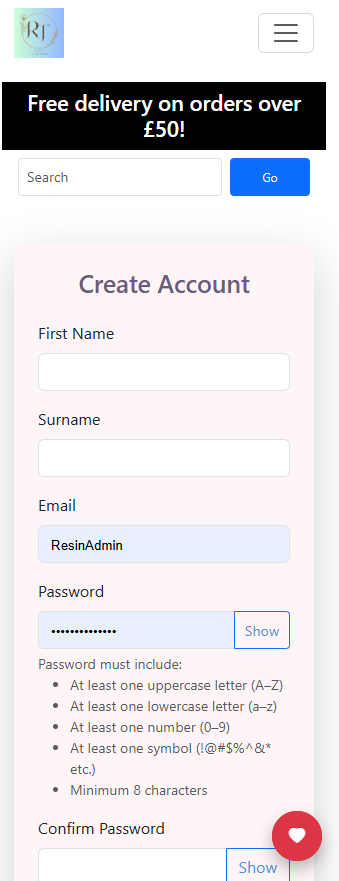 RT
Free delivery on orders over
£50!
Search
Go
Create Account
First Name
Surname
Email
ResinAdmin
Password
Show
Password must include:
At least one uppercase letter (A–Z)
At least one lowercase letter (a–z)
At least one number (0–9)
At least one symbol (!@#$%^&*
etc.)
Minimum 8 characters
Confirm Password
Show